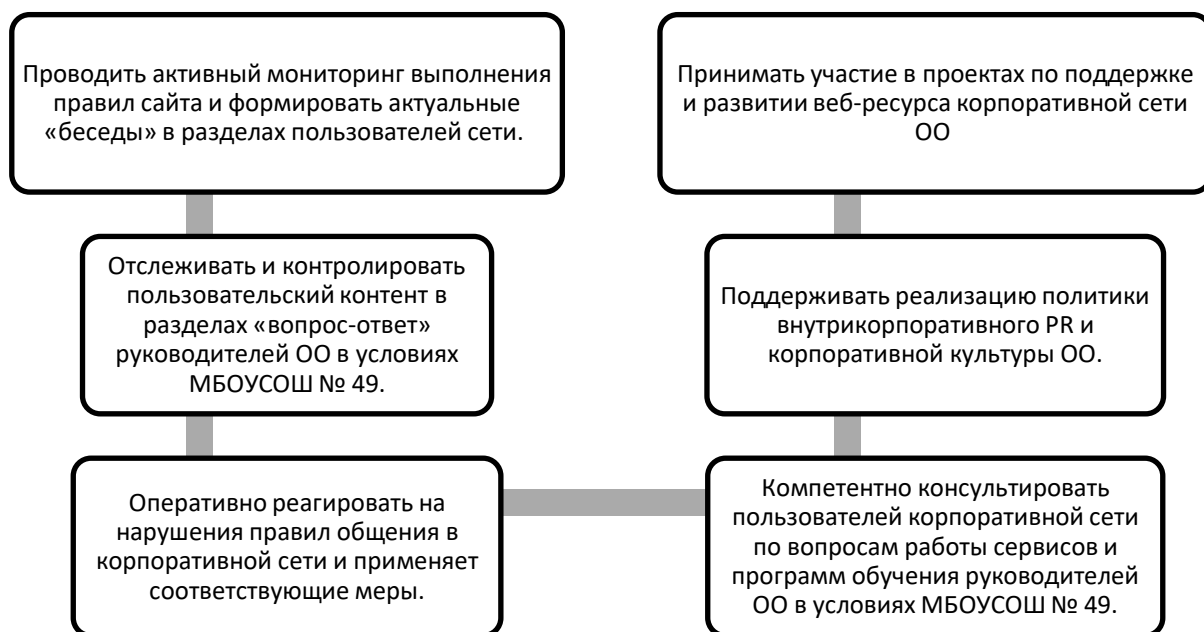 Проводить активный мониторинг выполнения
правил сайта и формировать актуальные
«беседы» в разделах пользователей сети.
Отслеживать и контролировать
пользовательский контент в
разделах «вопрос-ответ»
руководителей ОО в условиях
МБОУСОШ № 49.
Оперативно реагировать на
нарушения правил общения в
корпоративной сети и применяет
соответствующие меры.
Компетентно консультировать
пользователей корпоративной сети
по вопросам работы сервисов и
программ обучения руководителей
ОО в условиях МБОУСОШ № 49.
Поддерживать реализацию политики
внутрикорпоративного PR и
корпоративной культуры ОО.
Принимать участие в проектах по поддержке
и развитии веб-ресурса корпоративной сети
ОО